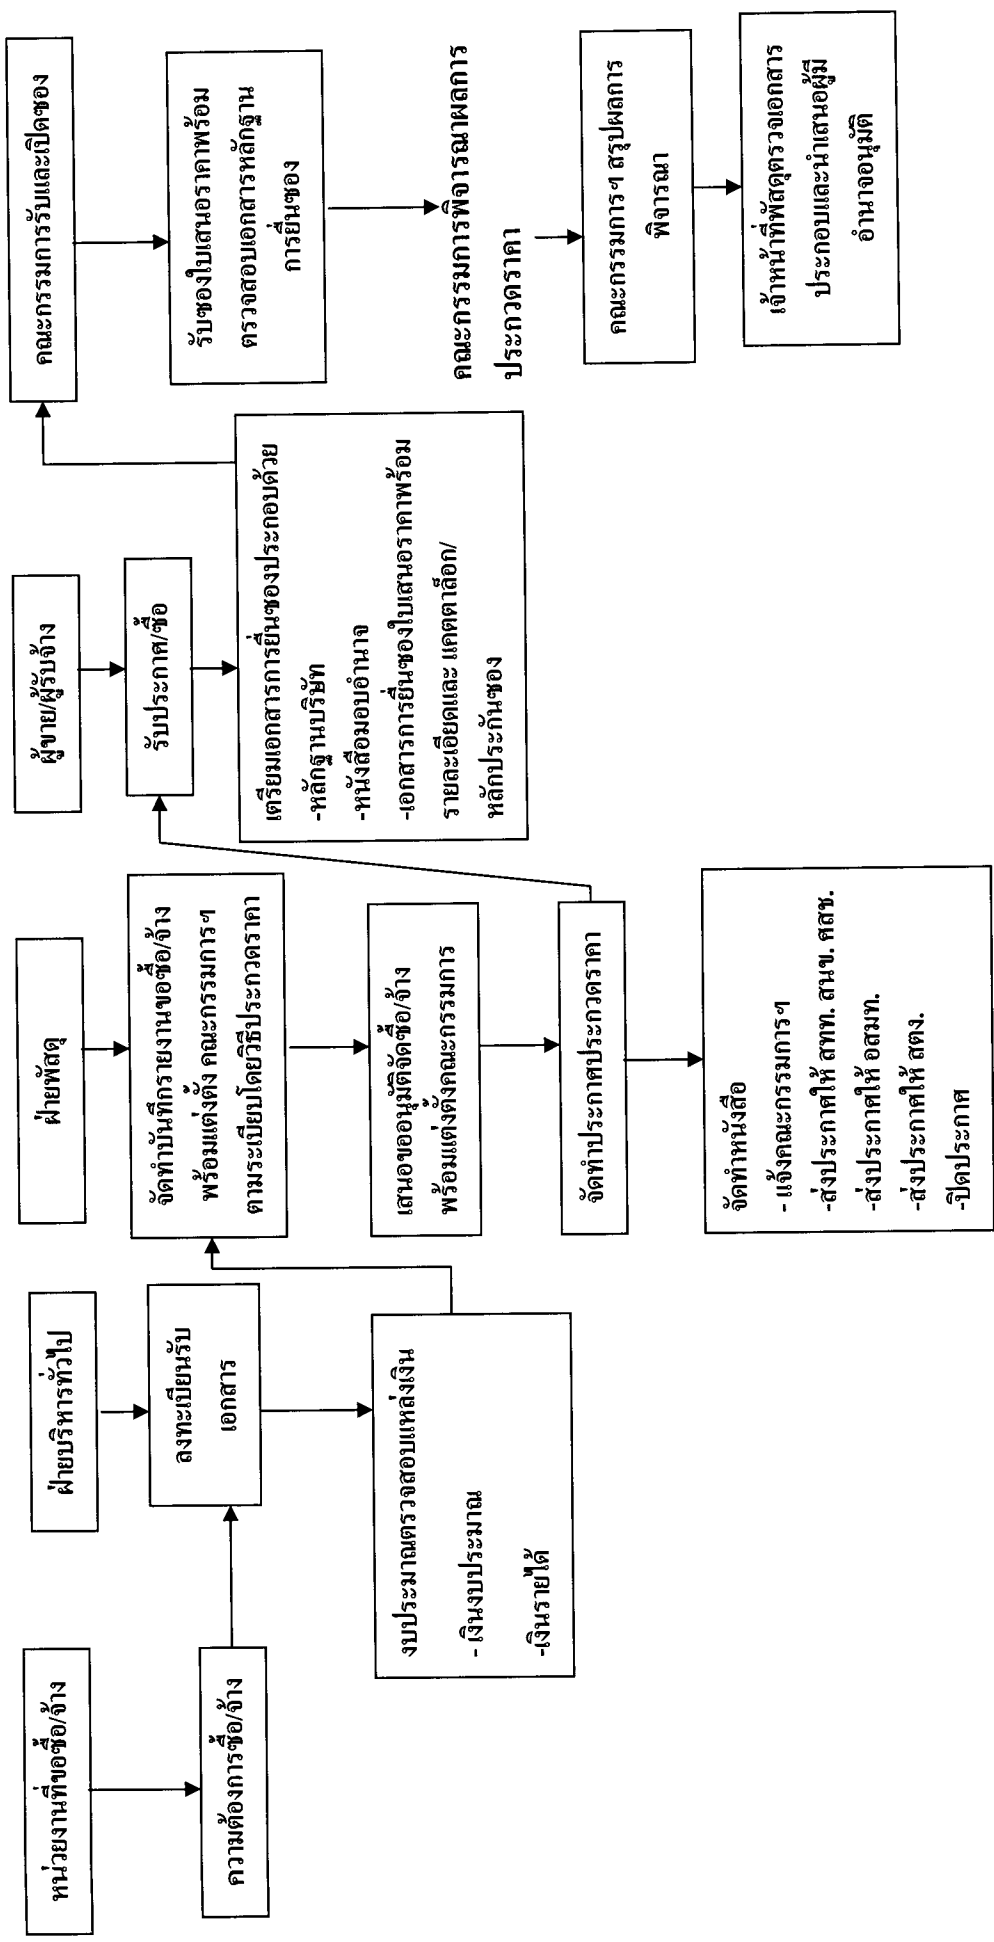 หน่วยงานที่ขอซื้อ/จ้าง
ความต้องการซื้อ/จ้าง
ฝ่ายบริหารทั่วไป
ลงทะเบียนรับ
เอกสาร
งบประมาณตรวจสอบแหล่งเงิน
- เงินงบประมาณ
-เงินรายได้
ฝ่ายพัสดุ
จัดทำบันทึกรายงานขอซื้อ/จ้าง
พร้อมแต่งตั้ง คณะกรรมการฯ
ตามระเบียบโดยวิธีประกวดราคา
เสนอขออนุมัติจัดซื้อ/จ้าง
พร้อมแต่งตั้งคณะกรรมการ
จัดทำประกาศประกวดราคา
จัดทำหนังสือ
- แจ้งคณะกรรมการฯ
-ส่งประกาศให้ สทท. สนข. ศสช.
-ส่งประกาศให้ อสมท.
-ส่งประกาศให้ สตง.
-ปิดประกาศ
ผู้ขาย/ผู้รับจ้าง
รับประกาศ/ซื้อ
เตรียมเอกสารการยื่นซองประกอบด้วย
-หลักฐานบริษัท
-หนังสือมอบอำนาจ
-เอกสารการยื่นซองใบเสนอราคาพร้อม
รายละเอียดและ แคตตาล็อก/
หลักประกันซอง
คณะกรรมการรับและเปิดซอง
รับซองใบเสนอราคาพร้อม
ตรวจสอบเอกสารหลักฐาน
การยื่นซอง
คณะกรรมการพิจารณาผลการ
ประกวดราคา
คณะกรรมการฯ สรุปผลการ
พิจารณา
เจ้าหน้าที่พัสดุตรวจเอกสาร
ประกอบและนำเสนอผู้มี
อำนาจอนุมัติ